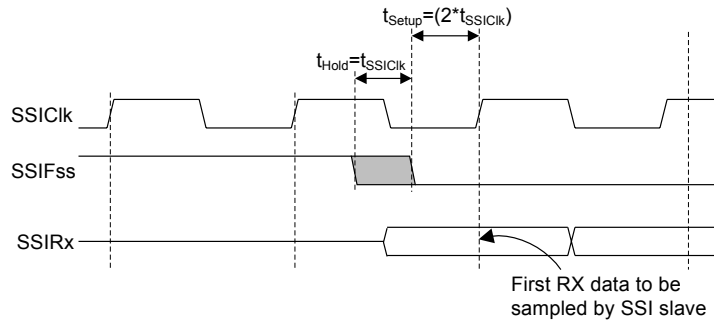 tSetup=(2*tSSIClk)
tHold=tSSIClk
SSIClk
SSIFss
SSIRx
First RX data to be
sampled by SSI slave